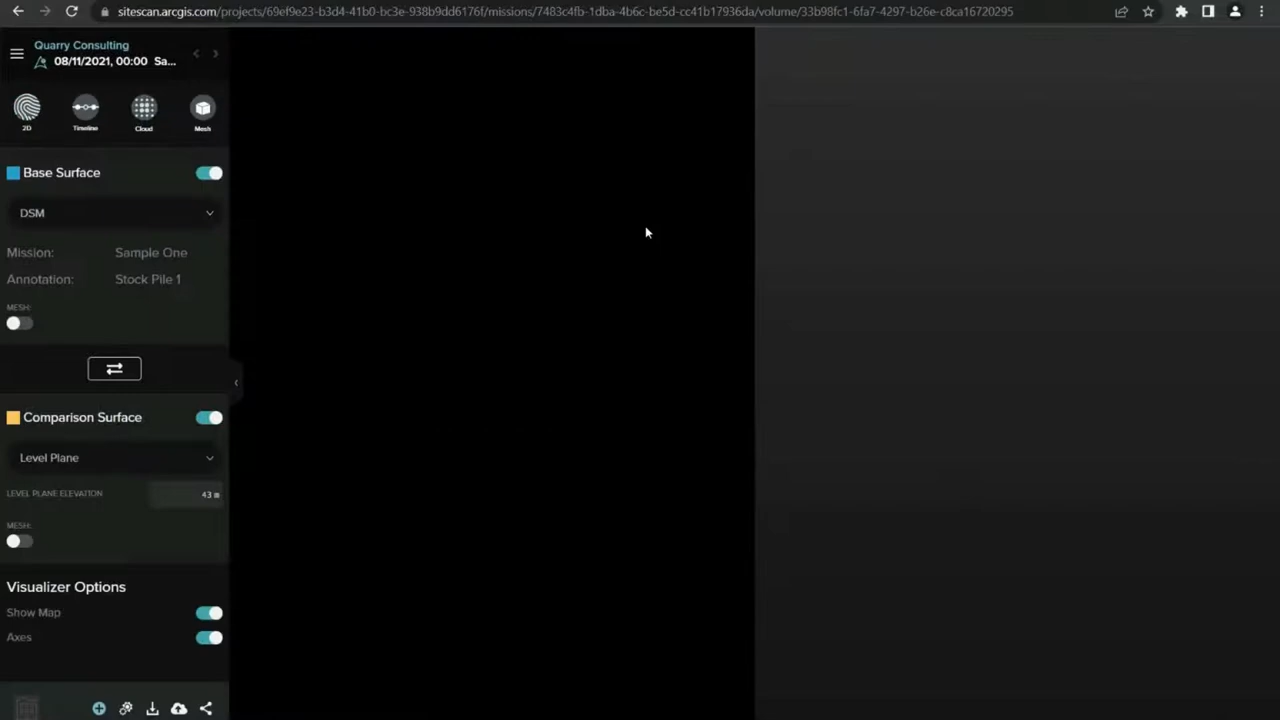 sitescan.arcgis.com/projects/69ef9e23-b3d4-41b0-bc3e-938b9dd6176f/missions/7483c4fb-1dba-4b6c-be5d-cc41b17936da/volume/33b98fc1-6fa7-4297-b26e-c8ca16720295
Quarry Consulting
08/11/2021, 00:00 Sa...
2D Timeline Cloud Mesh
Base Surface
DSM
Mission: Sample One
Annotation: Stock Pile 1
MESH:
Comparison Surface
Level Plane
LEVEL PLANE ELEVATION 43 m
MESH:
Visualizer Options
Show Map
Axes